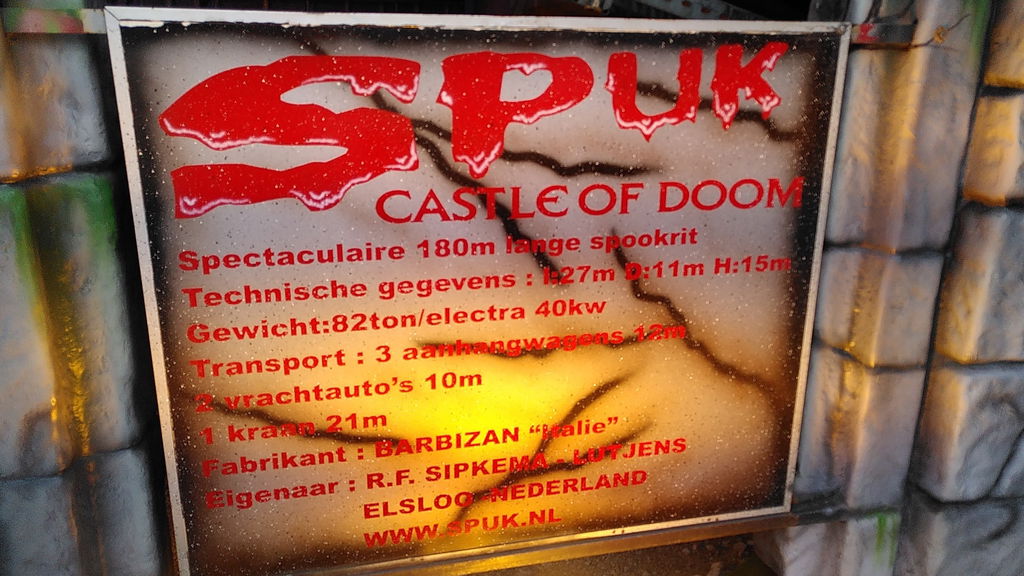 SPUK
CASTLE OF DOOM
Spectaculaire 180m lange spookrit
Technische gegevens : l:27m D:11m H:15m
Gewicht:82ton/electra 40kw
Transport : 3 aanhangwagens 12m
2 vrachtauto's 10m
1 kraan 21m
Fabrikant : BARBIZAN "italie"
Eigenaar : R.F. SIPKEMA - LUTJENS
ELSLOO -NEDERLAND
WWW.SPUK.NL